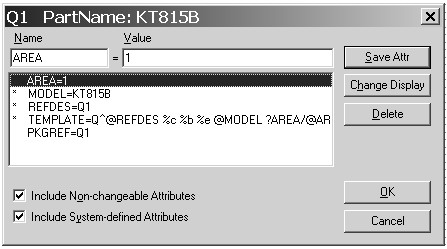 Q1 PartName: KT815B
Name Value
AREA = 1 Save Attr
AREA=1
* MODEL=KT815B Change Display
* REFDES=Q1
* TEMPLATE=Q^@REFDES %c %b %e @MODEL ?AREA/@AR Delete
PKGREF=Q1
Include Non-changeable Attributes OK
Include System-defined Attributes Cancel